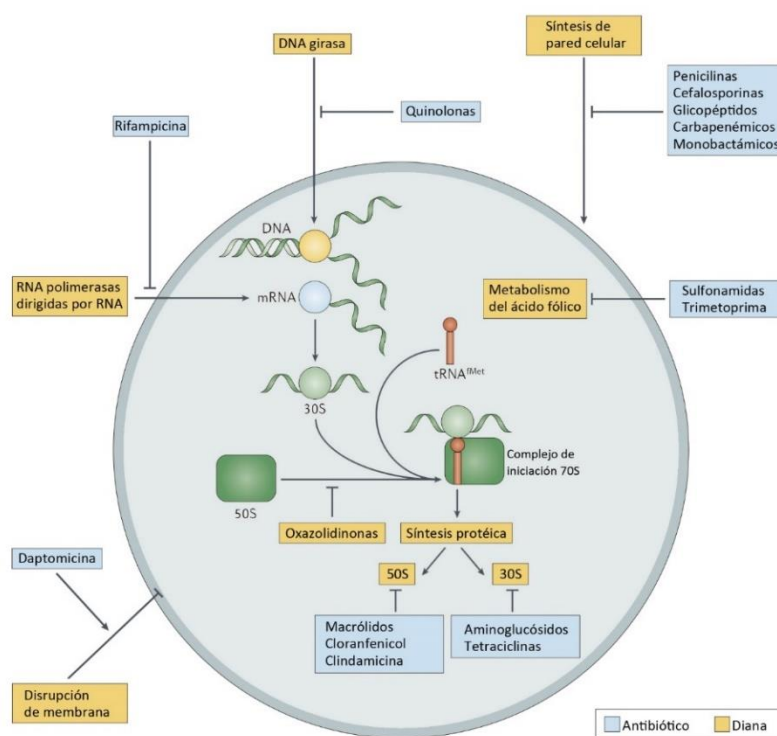 DNA girasa
Síntesis de
pared celular
Penicilinas
Cefalosporinas
Glicopéptidos
Carbapenémicos
Monobactámicos
Quinolonas
Rifampicina
DNA
RNA polimerasas
dirigidas por RNA
mRNA
Metabolismo
del ácido fólico
Sulfonamidas
Trimetoprima
tRNAfMet
30S
Complejo de
iniciación 70S
50S
Oxazolidinonas
Síntesis protéica
Daptomicina
50S
30S
Macrólidos
Cloranfenicol
Clindamicina
Aminoglucósidos
Tetraciclinas
Disrupción
de membrana
Antibiótico
Diana